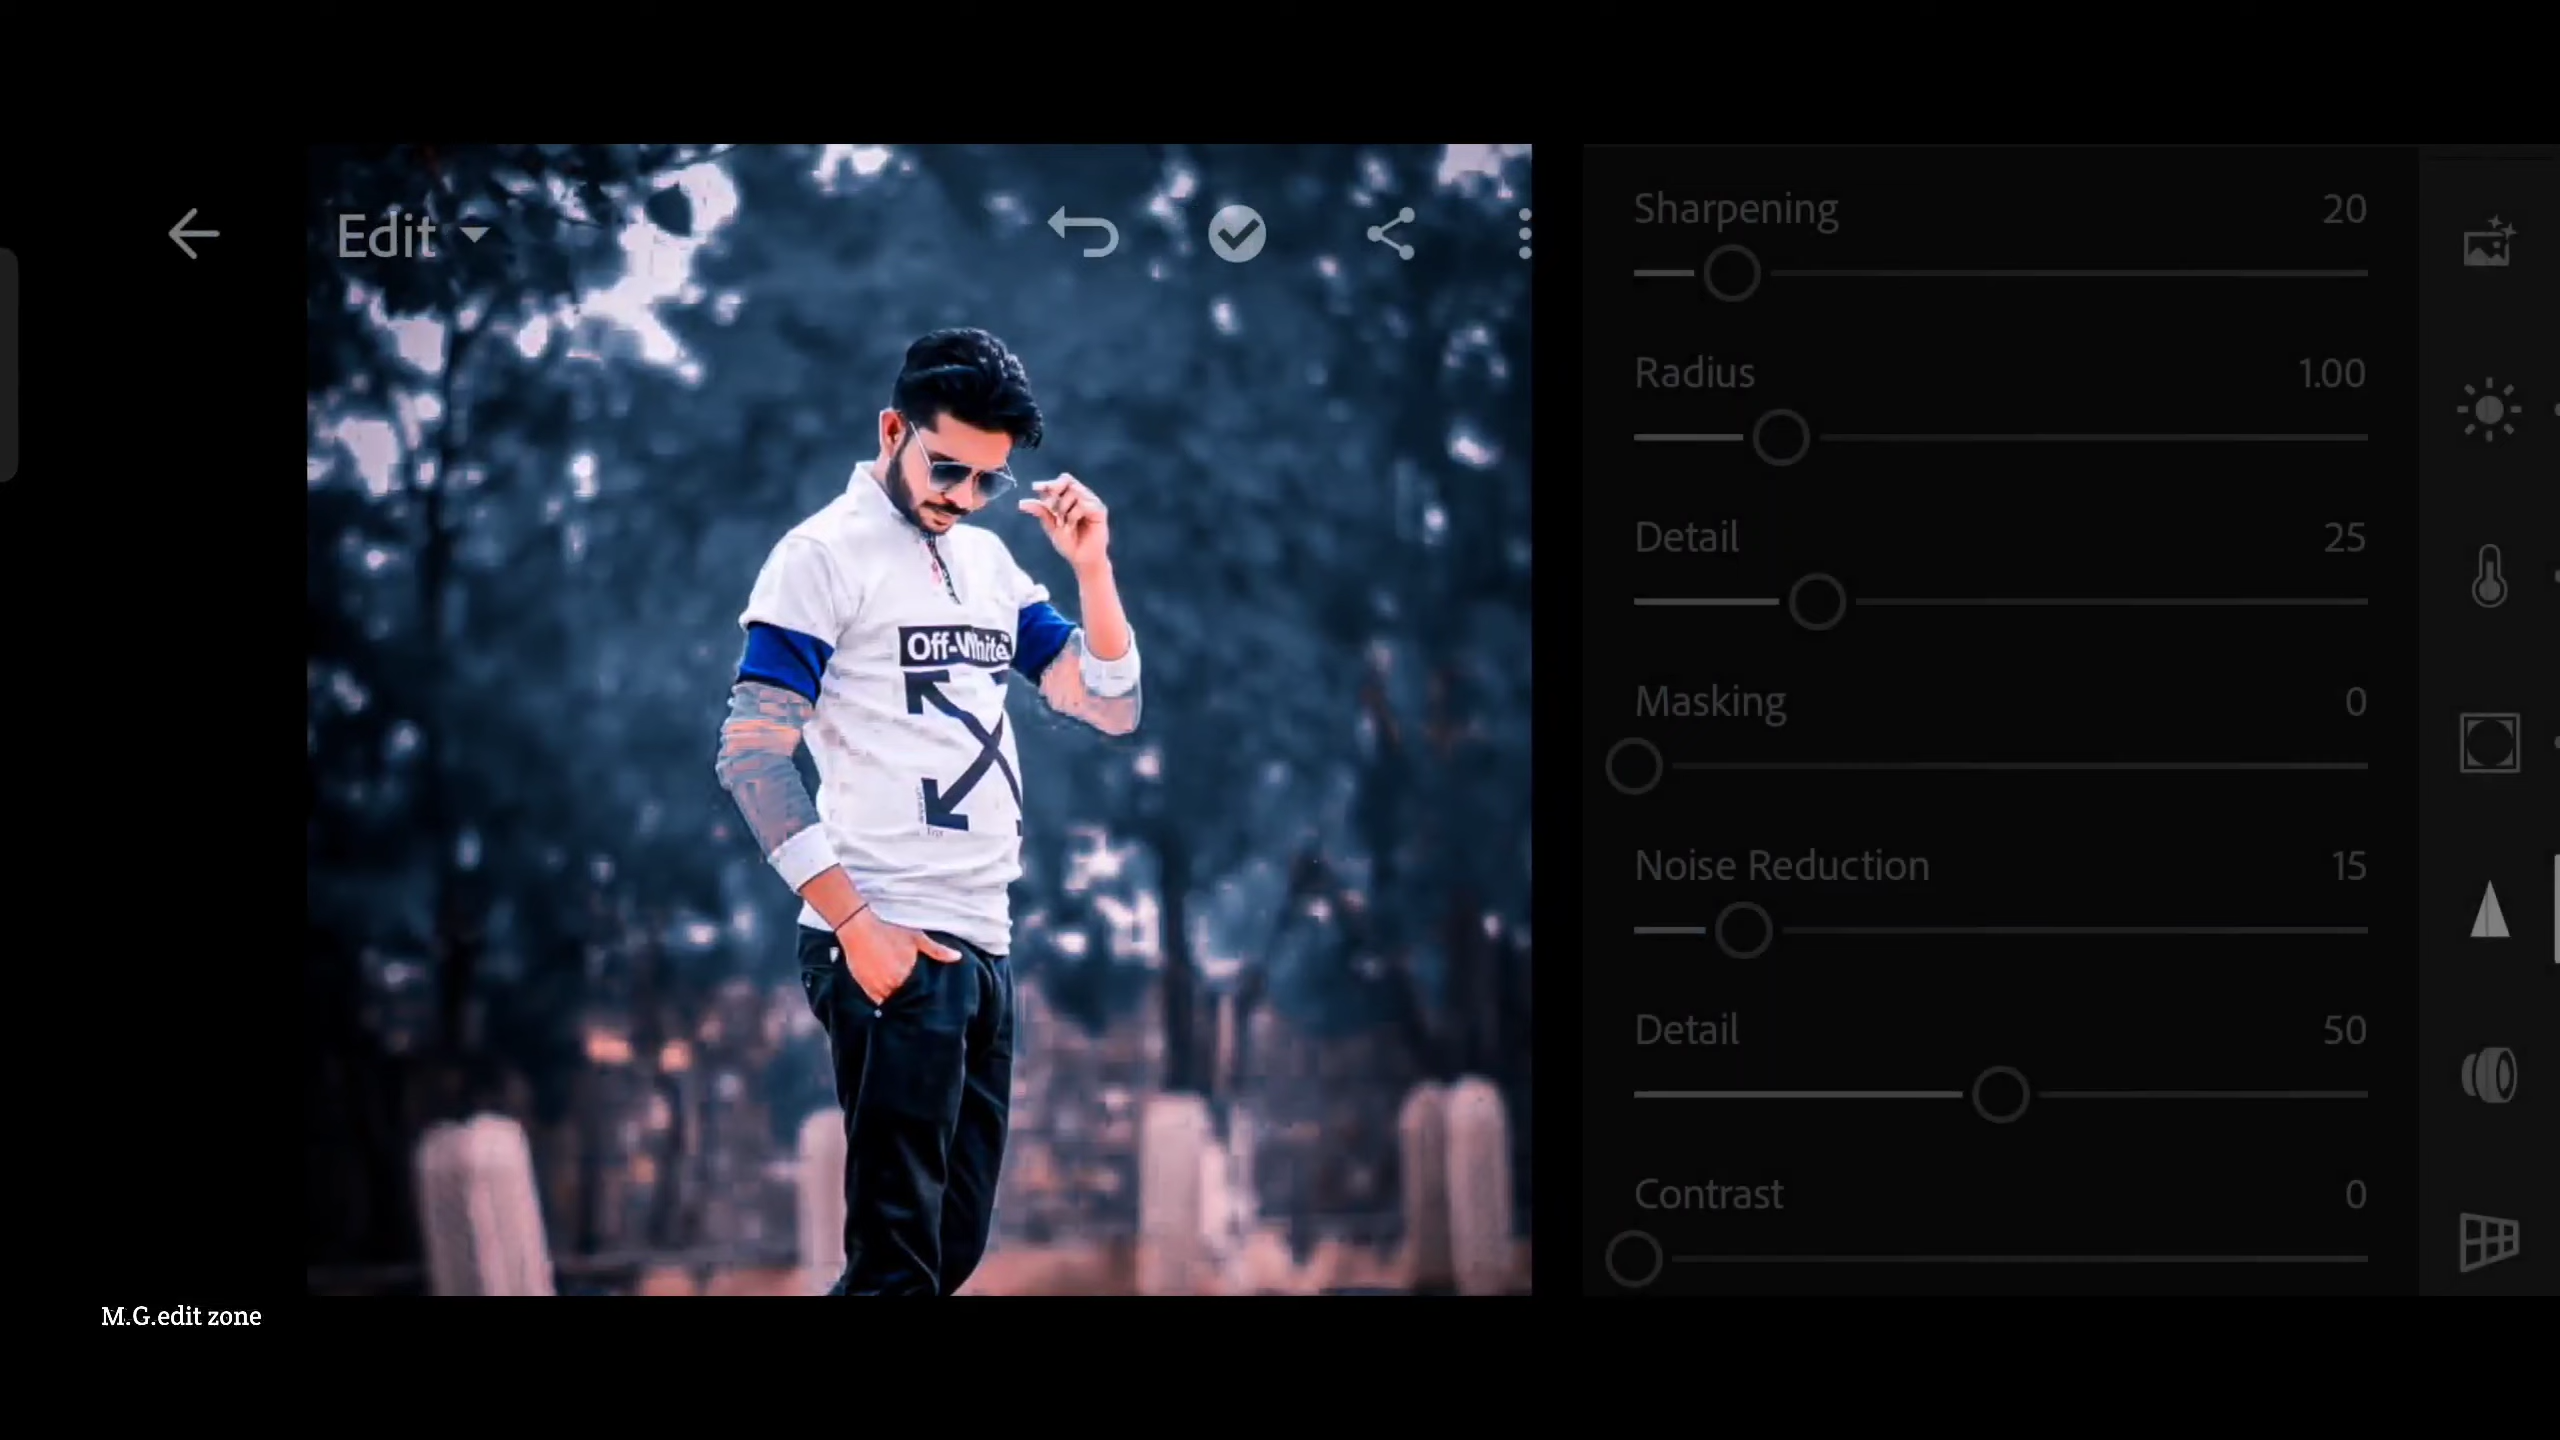 Edit
Sharpening 20
Radius 1.00
Detail 25
Masking 0
Noise Reduction 15
Detail 50
Contrast 0
Off-White
M.G.edit zone